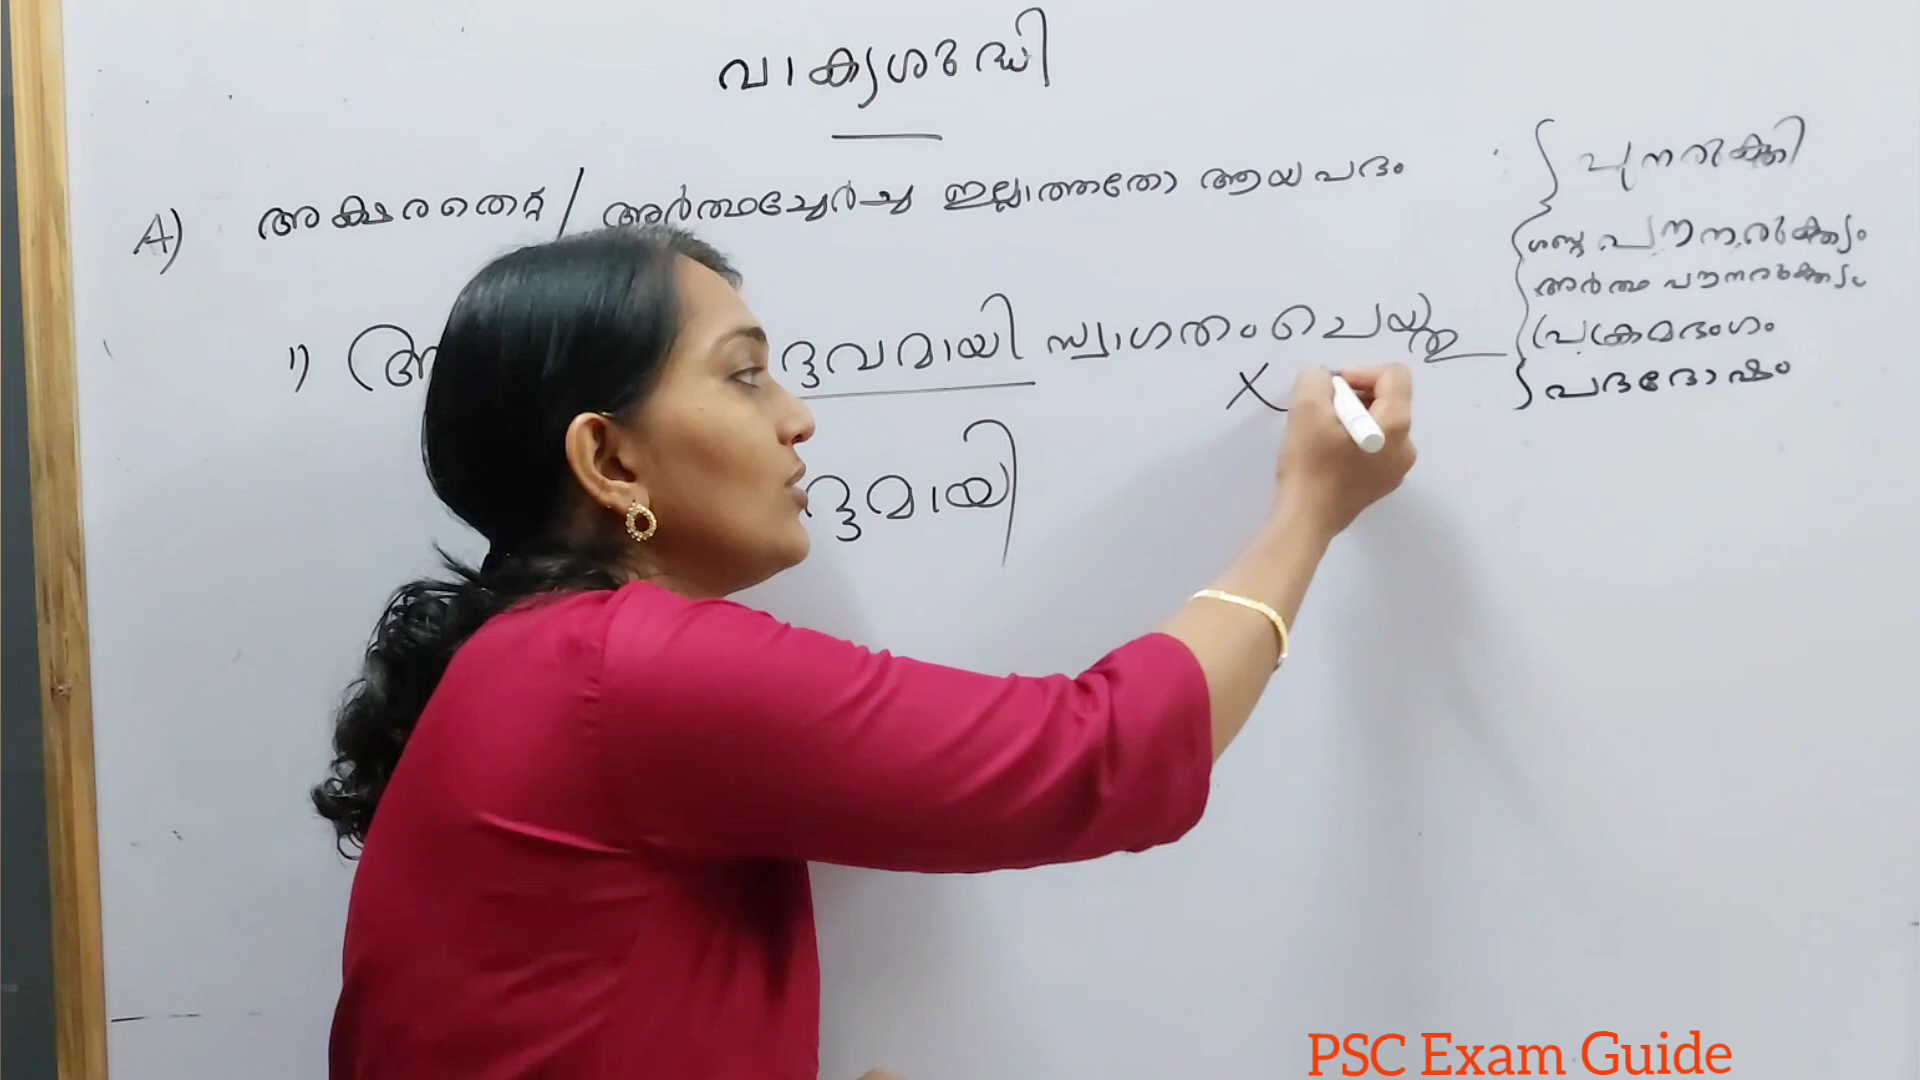 വാക്യശുദ്ധി
A) അക്ഷരതെറ്റ് / അർത്ഥച്ചേർച്ച ഇല്ലാത്തതോ ആയ പദം
1) സ്വാഗതം ചെയ്തു
X
{ പുനരുക്തി
ശബ്ദ പൗനരുക്ത്യം
അർത്ഥ പൗനരുക്ത്യം
പ്രക്രമഭംഗം
പദദോഷം
PSC Exam Guide